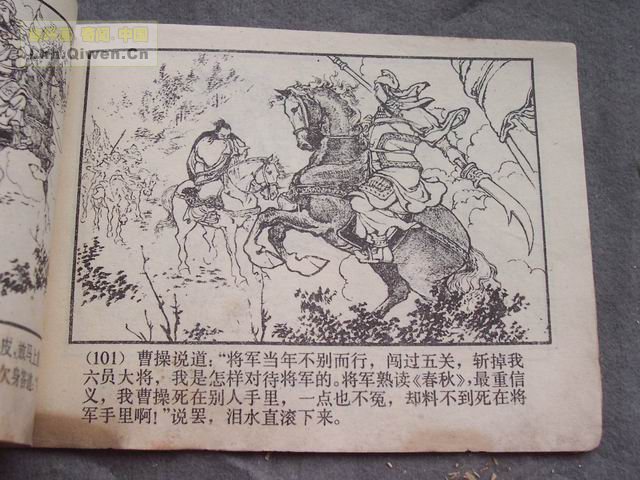 Lhh.Qiwen.Cn
(101) 曹操说道：“将军当年不别而行，闯过五关，斩掉我
六员大将，我是怎样对待将军的。将军熟读《春秋》，最重信
义，我曹操死在别人手里，一点也不冤，却料不到死在将
军手里啊！”说罢，泪水直滚下来。